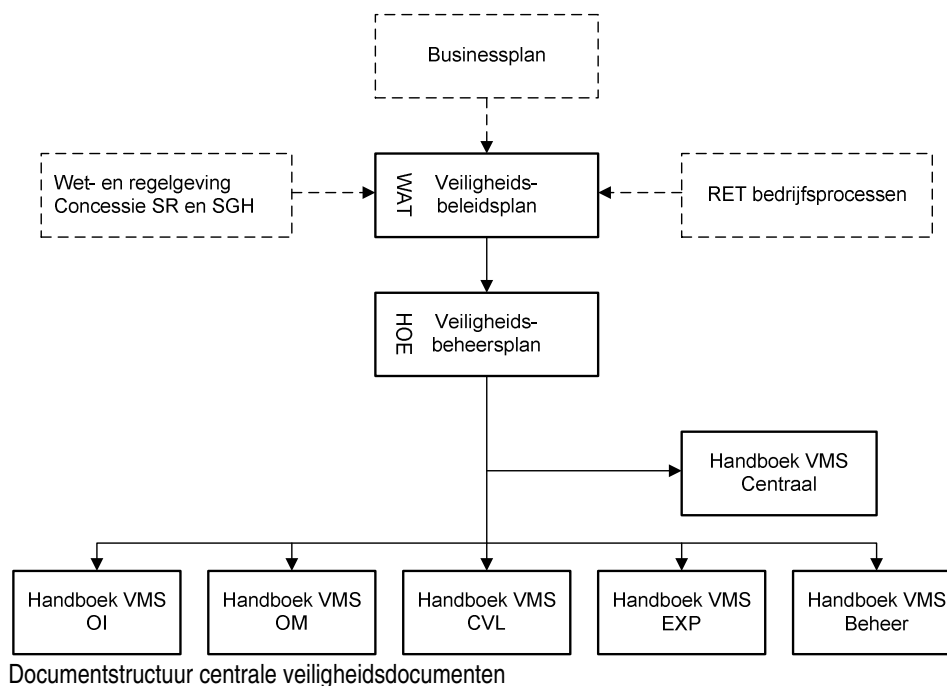 Businessplan
Wet- en regelgeving
Concessie SR en SGH
WAT
Veiligheids-
beleidsplan
RET bedrijfsprocessen
HOE
Veiligheids-
beheersplan
Handboek VMS
Centraal
Handboek VMS
OI
Handboek VMS
OM
Handboek VMS
CVL
Handboek VMS
EXP
Handboek VMS
Beheer
Documentstructuur centrale veiligheidsdocumenten